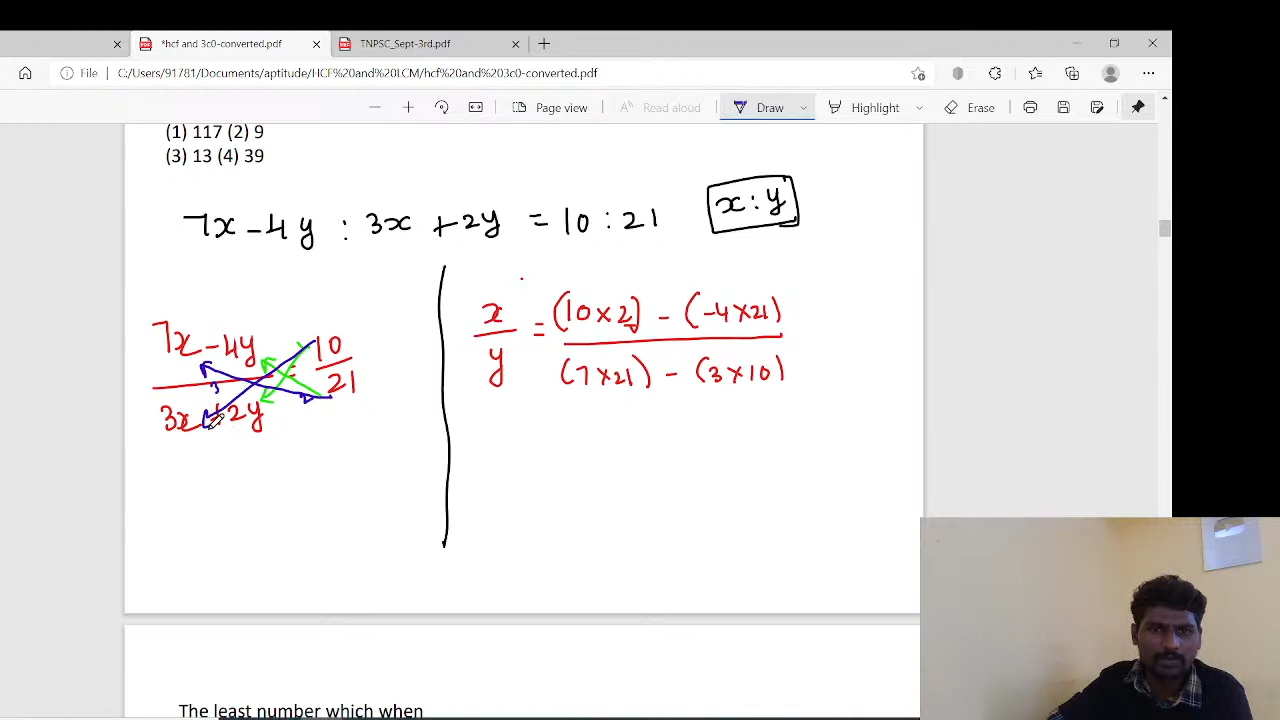 *hcf and 3c0-converted.pdf
TNPSC_Sept-3rd.pdf
File
C:/Users/91781/Documents/aptitude/HCF%20and%20LCM/hcf%20and%203c0-converted.pdf
Page view
Read aloud
Draw
Highlight
Erase
(1) 117 (2) 9
(3) 13 (4) 39
7x - 4y : 3x + 2y = 10 : 21
x : y
7x - 4y = 10
3x + 2y 21
x = (10 x 2) - (-4 x 21)
y (7 x 21) - (3 x 10)
The least number which when